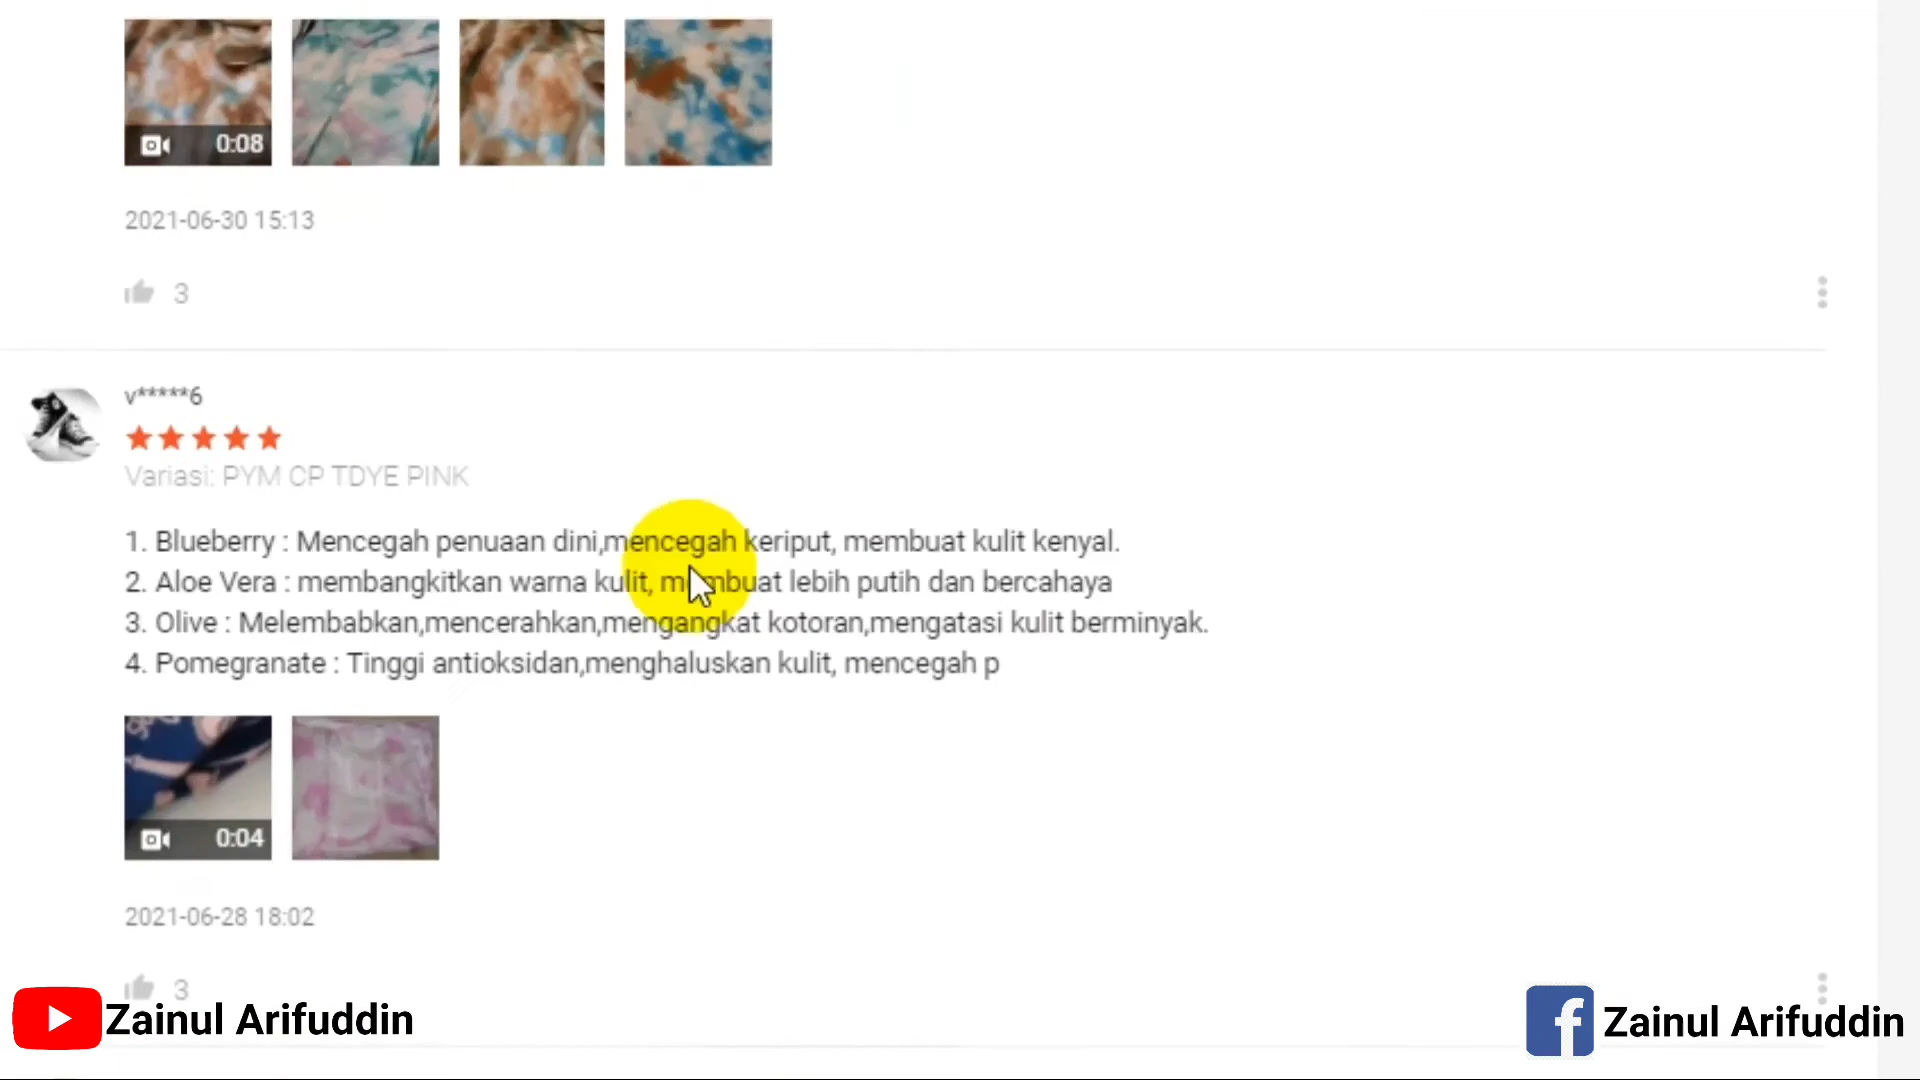 0:08
2021-06-30 15:13
3
v*****6
Variasi: PYM CP TDYE PINK
1. Blueberry : Mencegah penuaan dini,mencegah keriput, membuat kulit kenyal.
2. Aloe Vera : membangkitkan warna kulit, membuat lebih putih dan bercahaya
3. Olive : Melembabkan,mencerahkan,mengangkat kotoran,mengatasi kulit berminyak.
4. Pomegranate : Tinggi antioksidan,menghaluskan kulit, mencegah p
0:04
2021-06-28 18:02
3
Zainul Arifuddin
Zainul Arifuddin